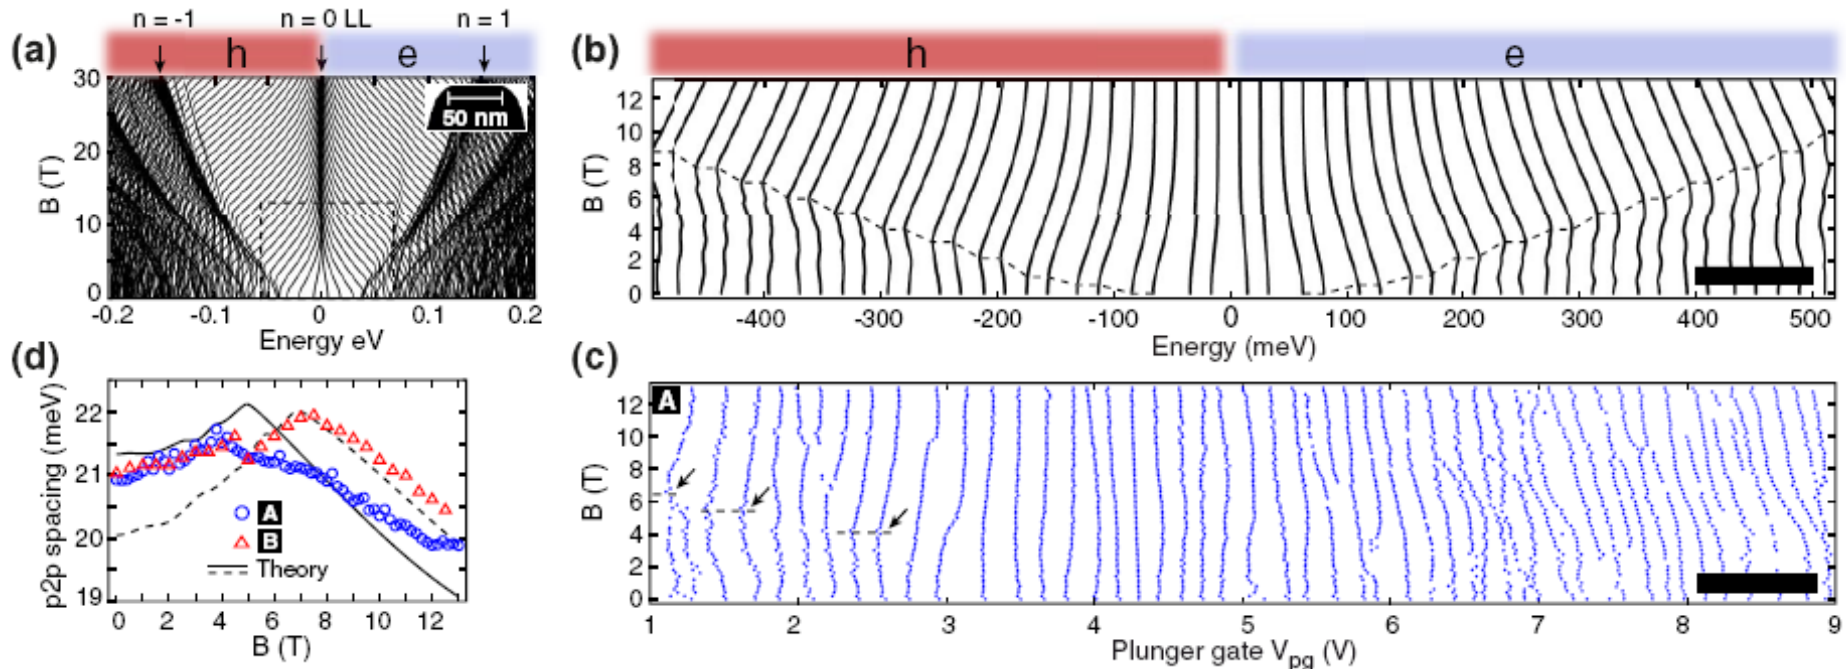 n = -1 n = 0 LL n = 1
(a) h e
30
20
10
0
B (T)
50 nm
-0.2 -0.1 0 0.1 0.2
Energy eV
(b) h e
12
10
8
6
4
2
0
B (T)
-400 -300 -200 -100 0 100 200 300 400 500
Energy (meV)
(d)
22
21
20
19
p2p spacing (meV)
A
B
Theory
0 2 4 6 8 10 12
B (T)
(c) A
12
10
8
6
4
2
0
B (T)
1 2 3 4 5 6 7 8 9
Plunger gate Vpg (V)